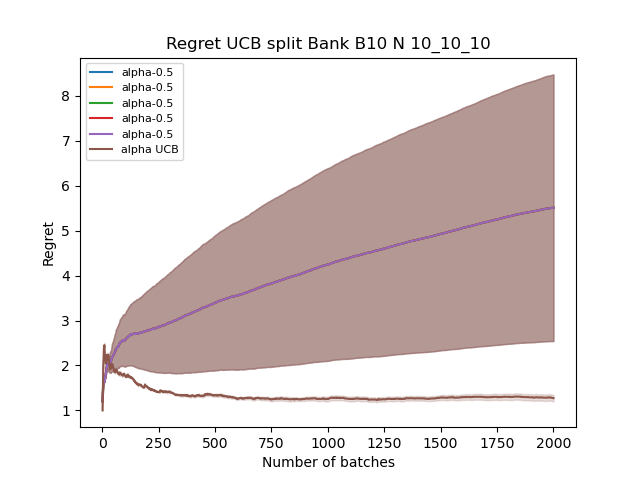 Regret UCB split Bank B10 N 10_10_10
alpha-0.5
alpha-0.5
alpha-0.5
alpha-0.5
alpha-0.5
alpha UCB
8
7
6
5
4
3
2
1
Regret
0 250 500 750 1000 1250 1500 1750 2000
Number of batches